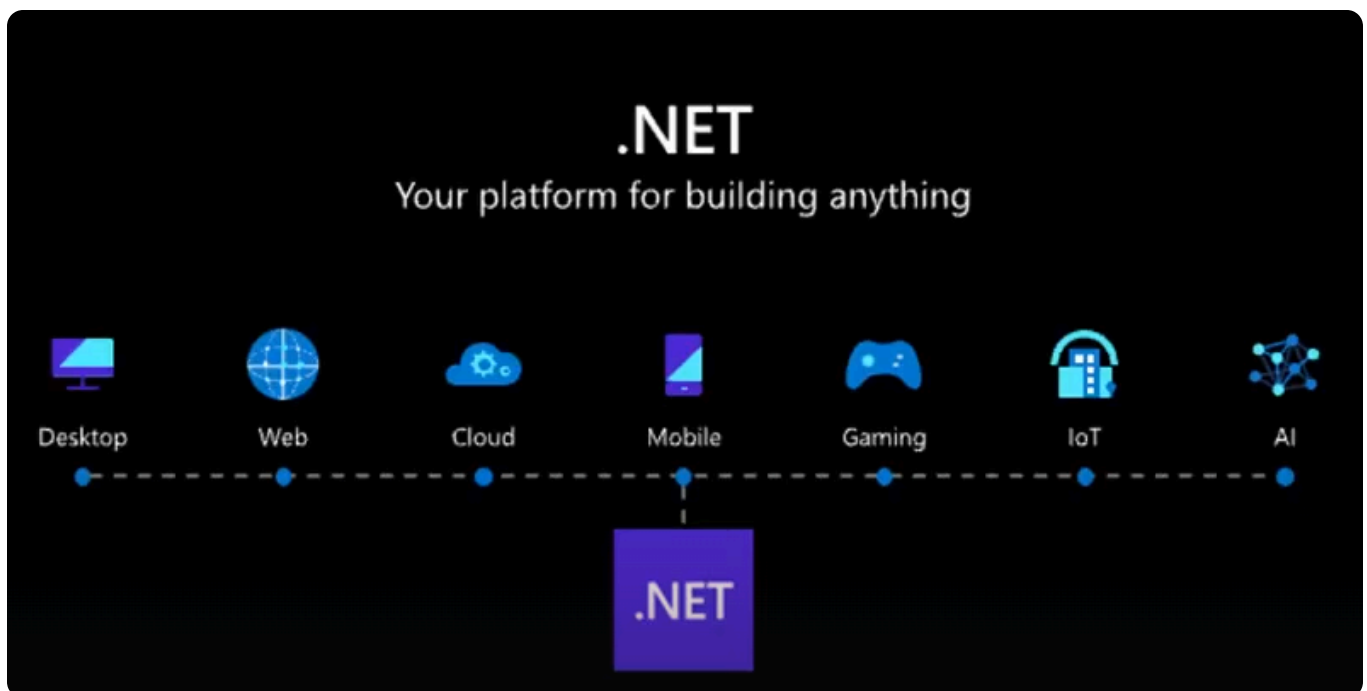 .NET
Your platform for building anything
Desktop Web Cloud Mobile Gaming IoT AI
.NET